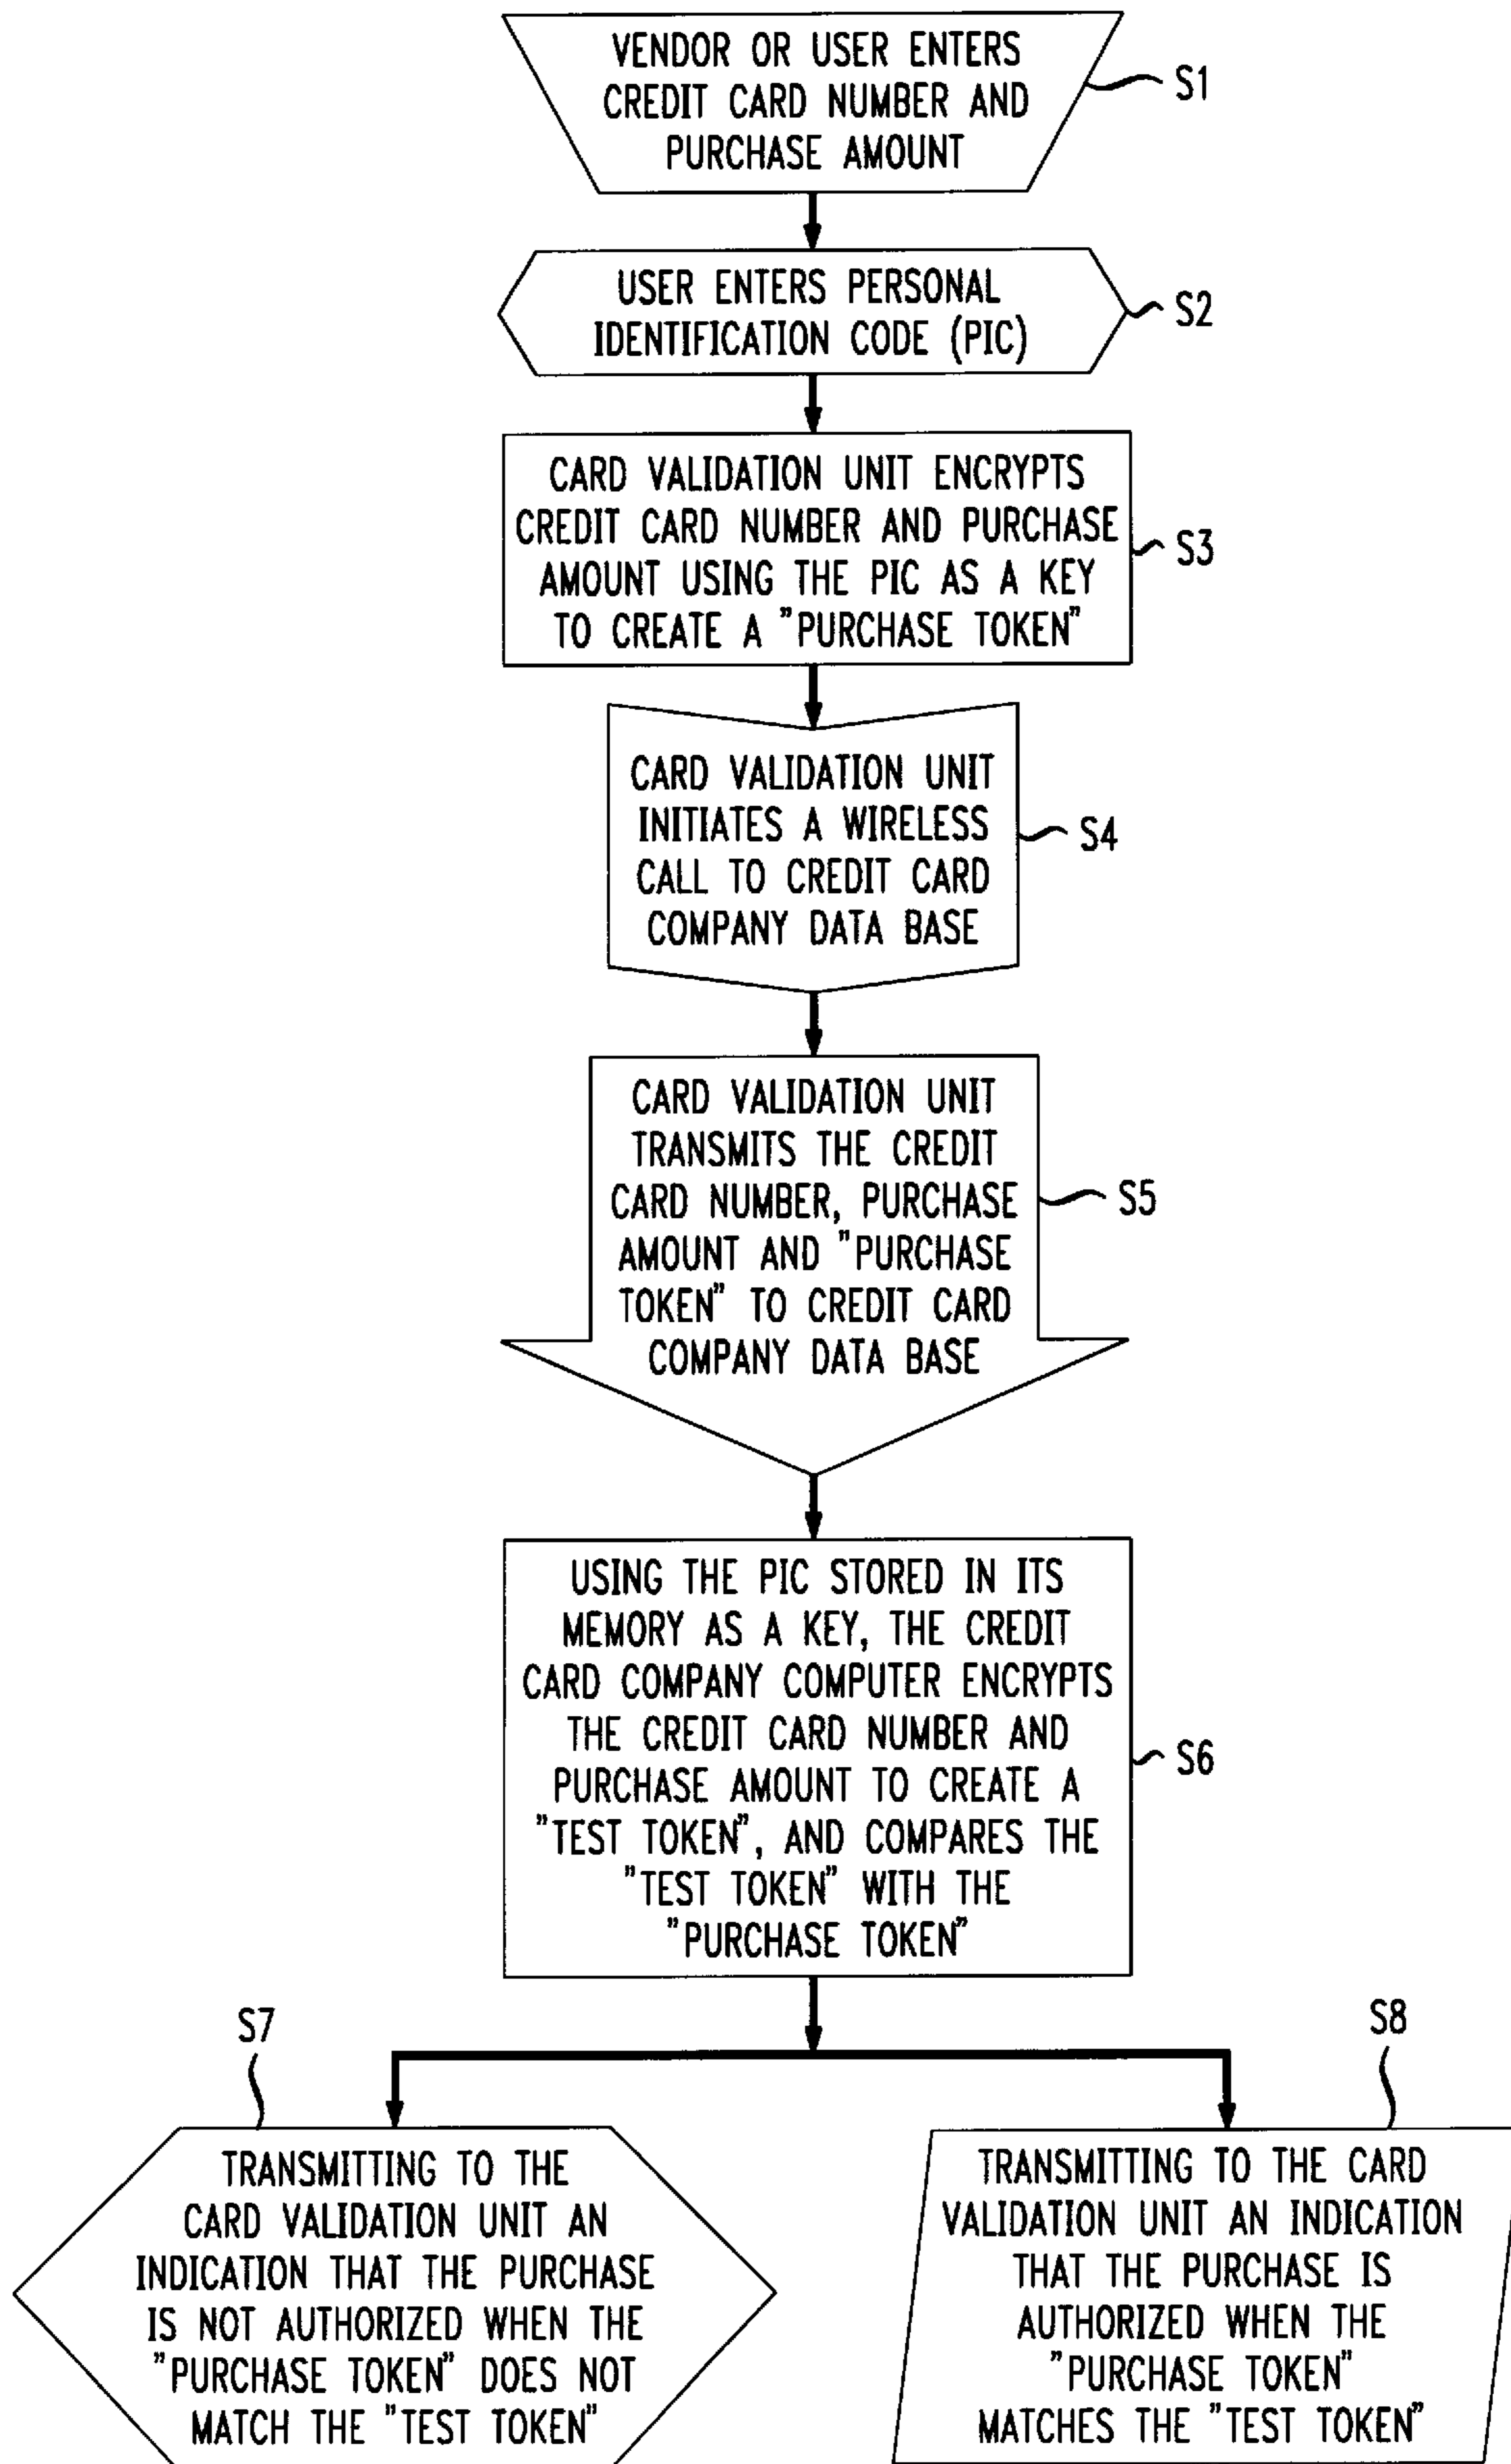 VENDOR OR USER ENTERS
CREDIT CARD NUMBER AND
PURCHASE AMOUNT
S1
USER ENTERS PERSONAL
IDENTIFICATION CODE (PIC)
S2
CARD VALIDATION UNIT ENCRYPTS
CREDIT CARD NUMBER AND PURCHASE
AMOUNT USING THE PIC AS A KEY
TO CREATE A "PURCHASE TOKEN"
S3
CARD VALIDATION UNIT
INITIATES A WIRELESS
CALL TO CREDIT CARD
COMPANY DATA BASE
S4
CARD VALIDATION UNIT
TRANSMITS THE CREDIT
CARD NUMBER, PURCHASE
AMOUNT AND "PURCHASE
TOKEN" TO CREDIT CARD
COMPANY DATA BASE
S5
USING THE PIC STORED IN ITS
MEMORY AS A KEY, THE CREDIT
CARD COMPANY COMPUTER ENCRYPTS
THE CREDIT CARD NUMBER AND
PURCHASE AMOUNT TO CREATE A
"TEST TOKEN", AND COMPARES THE
"TEST TOKEN" WITH THE
"PURCHASE TOKEN"
S6
S7
TRANSMITTING TO THE
CARD VALIDATION UNIT AN
INDICATION THAT THE PURCHASE
IS NOT AUTHORIZED WHEN THE
"PURCHASE TOKEN" DOES NOT
MATCH THE "TEST TOKEN"
S8
TRANSMITTING TO THE CARD
VALIDATION UNIT AN INDICATION
THAT THE PURCHASE IS
AUTHORIZED WHEN THE
"PURCHASE TOKEN"
MATCHES THE "TEST TOKEN"